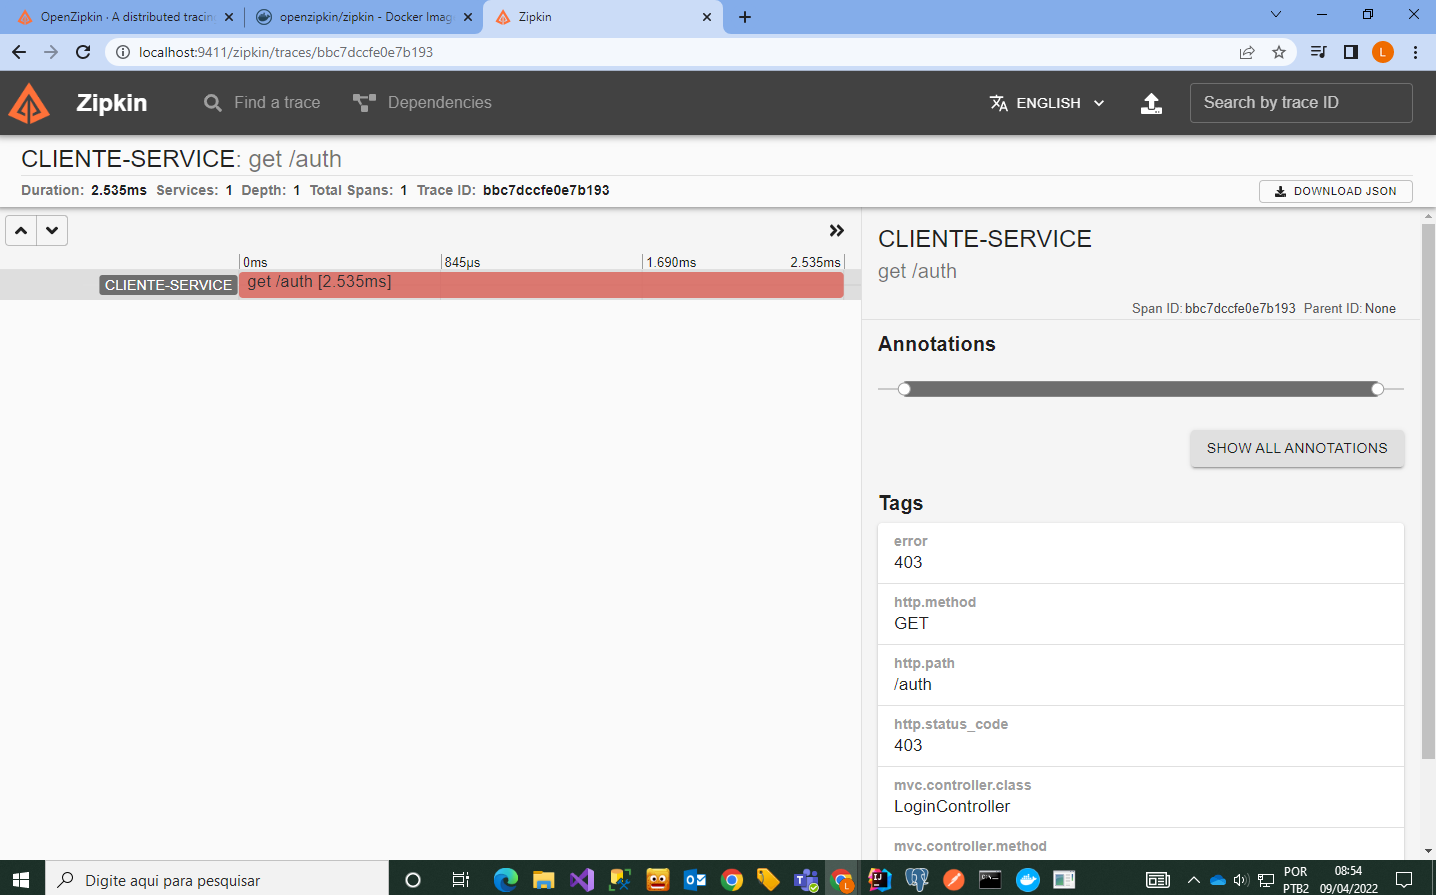 OpenZipkin · A distributed tracin
openzipkin/zipkin - Docker Imag
Zipkin
localhost:9411/zipkin/traces/bbc7dccfe0e7b193
L
Zipkin
Find a trace
Dependencies
ENGLISH
Search by trace ID
CLIENTE-SERVICE: get /auth
Duration: 2.535ms Services: 1 Depth: 1 Total Spans: 1 Trace ID: bbc7dccfe0e7b193
DOWNLOAD JSON
0ms
845μs
1.690ms
2.535ms
CLIENTE-SERVICE
get /auth [2.535ms]
CLIENTE-SERVICE
get /auth
Span ID: bbc7dccfe0e7b193 Parent ID: None
Annotations
SHOW ALL ANNOTATIONS
Tags
error
403
http.method
GET
http.path
/auth
http.status_code
403
mvc.controller.class
LoginController
mvc.controller.method
Digite aqui para pesquisar
L
POR
PTB2
08:54
09/04/2022